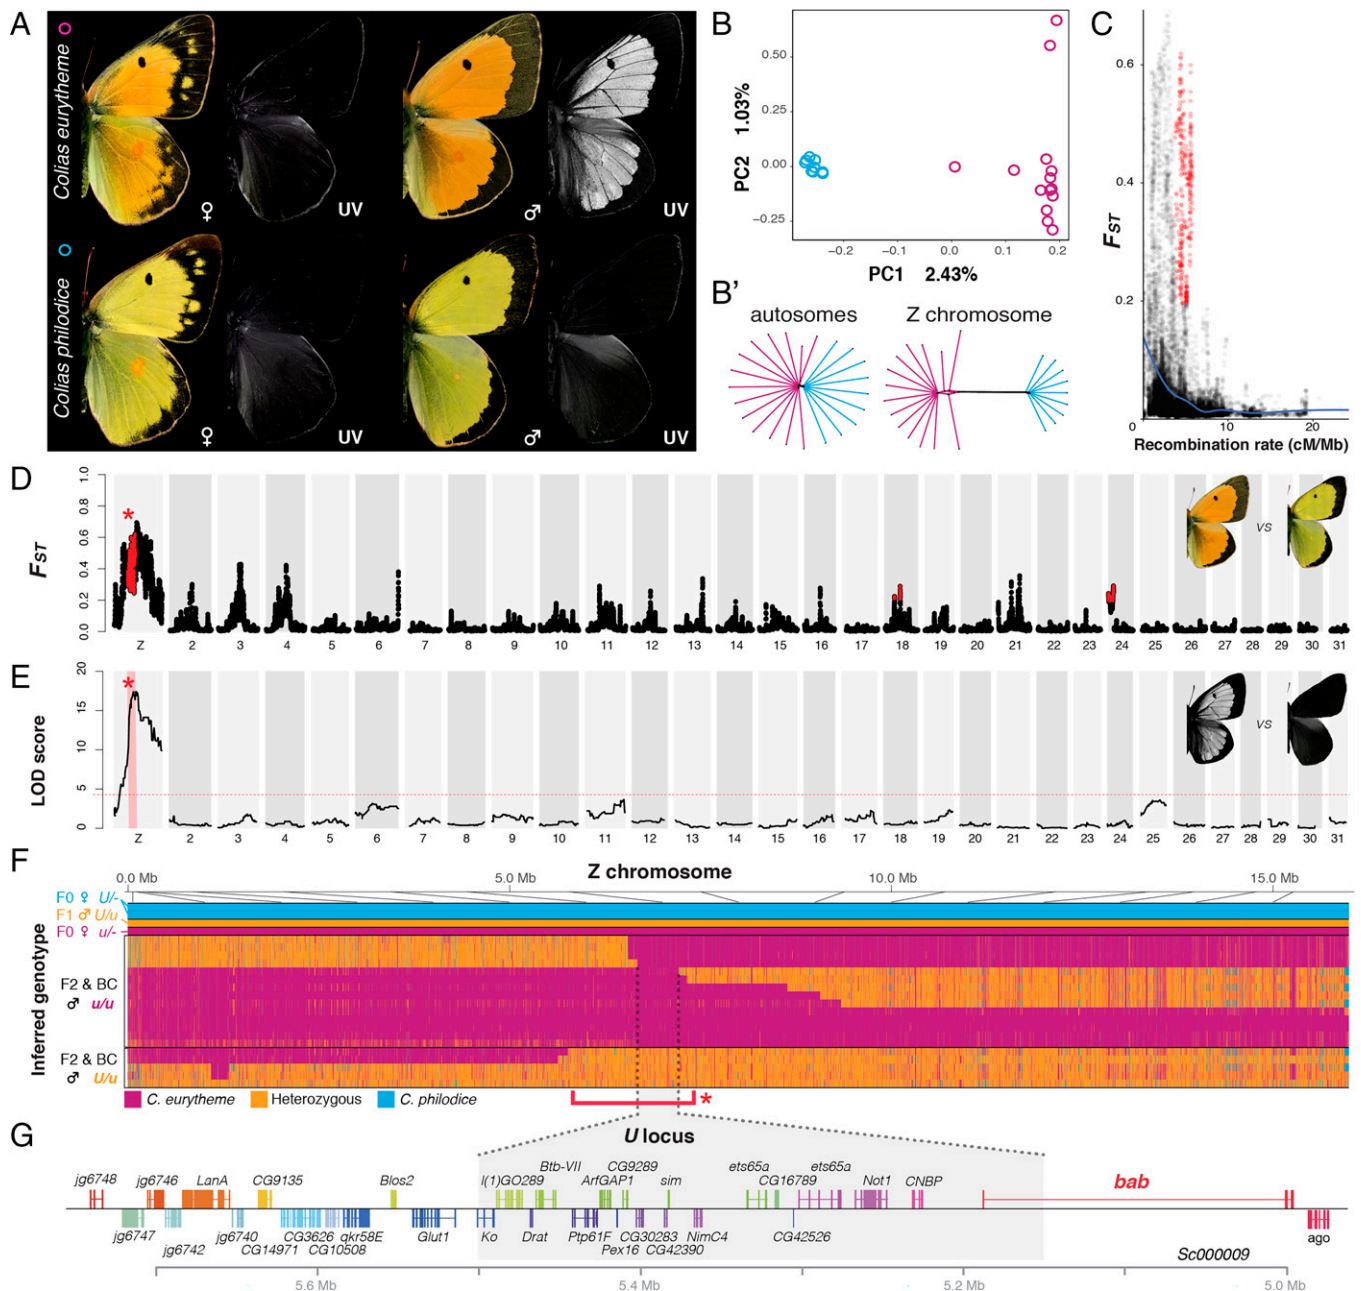 A
Colias eurytheme
♀
UV
♂
UV
Colias philodice
♀
UV
♂
UV
B
0.50
0.25
0.00
−0.25
PC2 1.03%
−0.2
−0.1
0.0
0.1
0.2
PC1 2.43%
B’
autosomes
Z chromosome
C
0.6
0.4
0.2
FST
0
10
20
Recombination rate (cM/Mb)
D
FST
1.0
0.8
0.6
0.4
0.2
0.0
*
vs
Z 2 3 4 5 6 7 8 9 10 11 12 13 14 15 16 17 18 19 20 21 22 23 24 25 26 27 28 29 30 31
E
LOD score
20
15
10
5
0
*
vs
Z 2 3 4 5 6 7 8 9 10 11 12 13 14 15 16 17 18 19 20 21 22 23 24 25 26 27 28 29 30 31
F
Z chromosome
0.0 Mb
5.0 Mb
10.0 Mb
15.0 Mb
Inferred genotype
F0 ♀ U/-
F1 ♂ U/u
F0 ♀ u/-
F2 & BC
♂ u/u
F2 & BC
♂ U/u
C. eurytheme
Heterozygous
C. philodice
*
G
U locus
Btb-VII CG9289 ets65a ets65a
jg6748 jg6746 LanA CG9135 Blos2 l(1)GO289 ArfGAP1 sim CG16789 Not1 CNBP bab
jg6747 jg6740 CG3626 qkr58E Glut1 Ko Drat Ptp61F CG30283 NimC4 CG42526 ago
jg6742 CG14971 CG10508 Pex16 CG42390
Sc000009
5.6 Mb
5.4 Mb
5.2 Mb
5.0 Mb